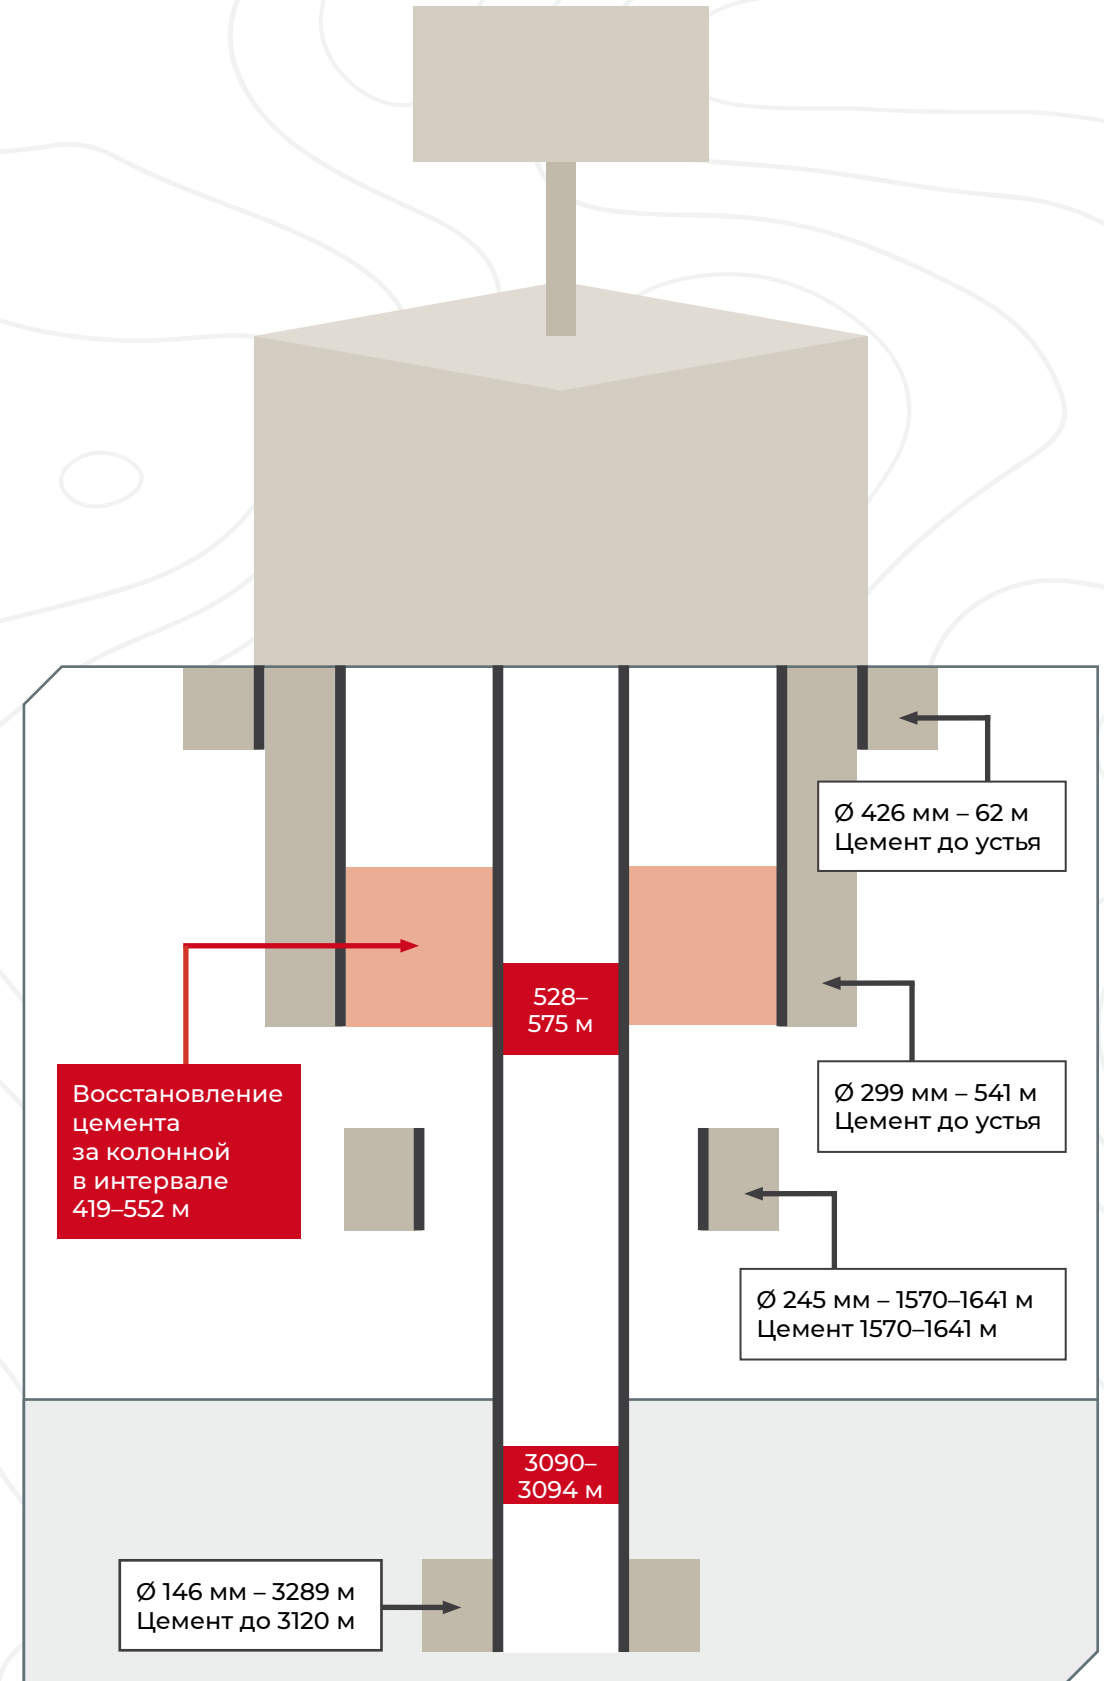 Ø 426 мм – 62 м
Цемент до устья
528–
575 м
Ø 299 мм – 541 м
Цемент до устья
Восстановление
цемента
за колонной
в интервале
419–552 м
Ø 245 мм – 1570–1641 м
Цемент 1570–1641 м
3090–
3094 м
Ø 146 мм – 3289 м
Цемент до 3120 м